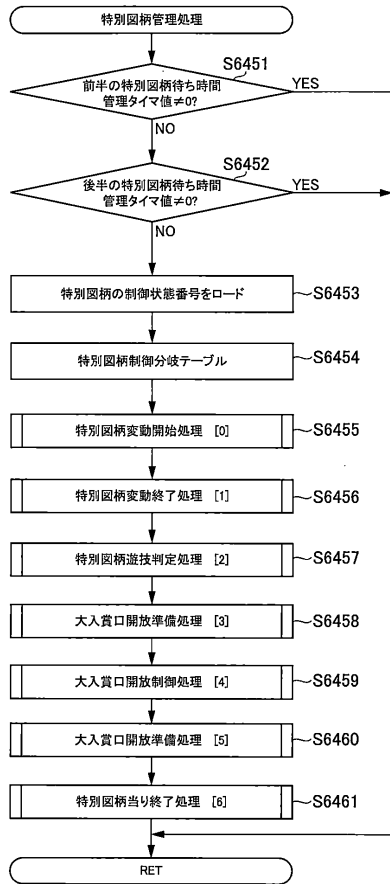 特別図柄管理処理
S6451
前半の特別図柄待ち時間
管理タイマ値≠0?
YES
NO
S6452
後半の特別図柄待ち時間
管理タイマ値≠0?
YES
NO
特別図柄の制御状態番号をロード
S6453
特別図柄制御分岐テーブル
S6454
特別図柄変動開始処理 [0]
S6455
特別図柄変動終了処理 [1]
S6456
特別図柄遊技判定処理 [2]
S6457
大入賞口開放準備処理 [3]
S6458
大入賞口開放制御処理 [4]
S6459
大入賞口開放準備処理 [5]
S6460
特別図柄当り終了処理 [6]
S6461
RET